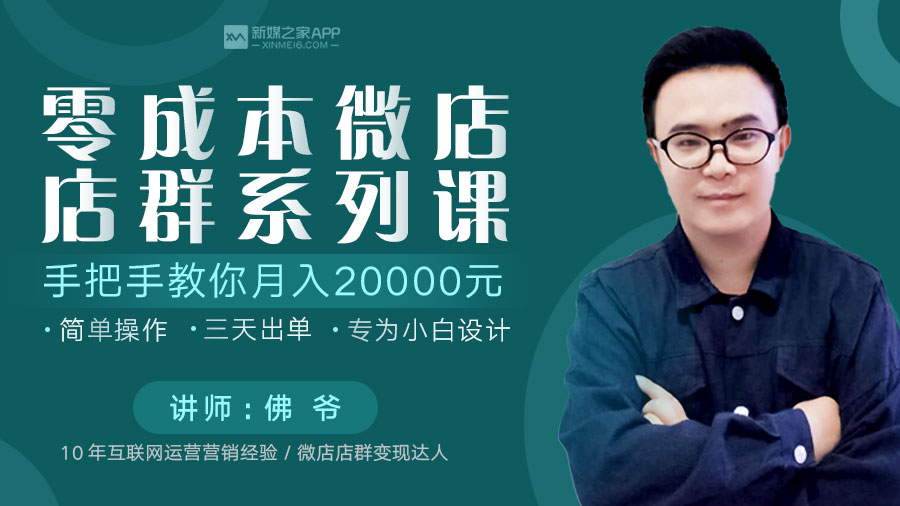 新媒之家APP
XINMEI6.COM
零成本微店
店群系列课
手把手教你月入20000元
·简单操作 ·三天出单 ·专为小白设计
讲师：佛 爷
10年互联网运营营销经验 / 微店店群变现达人